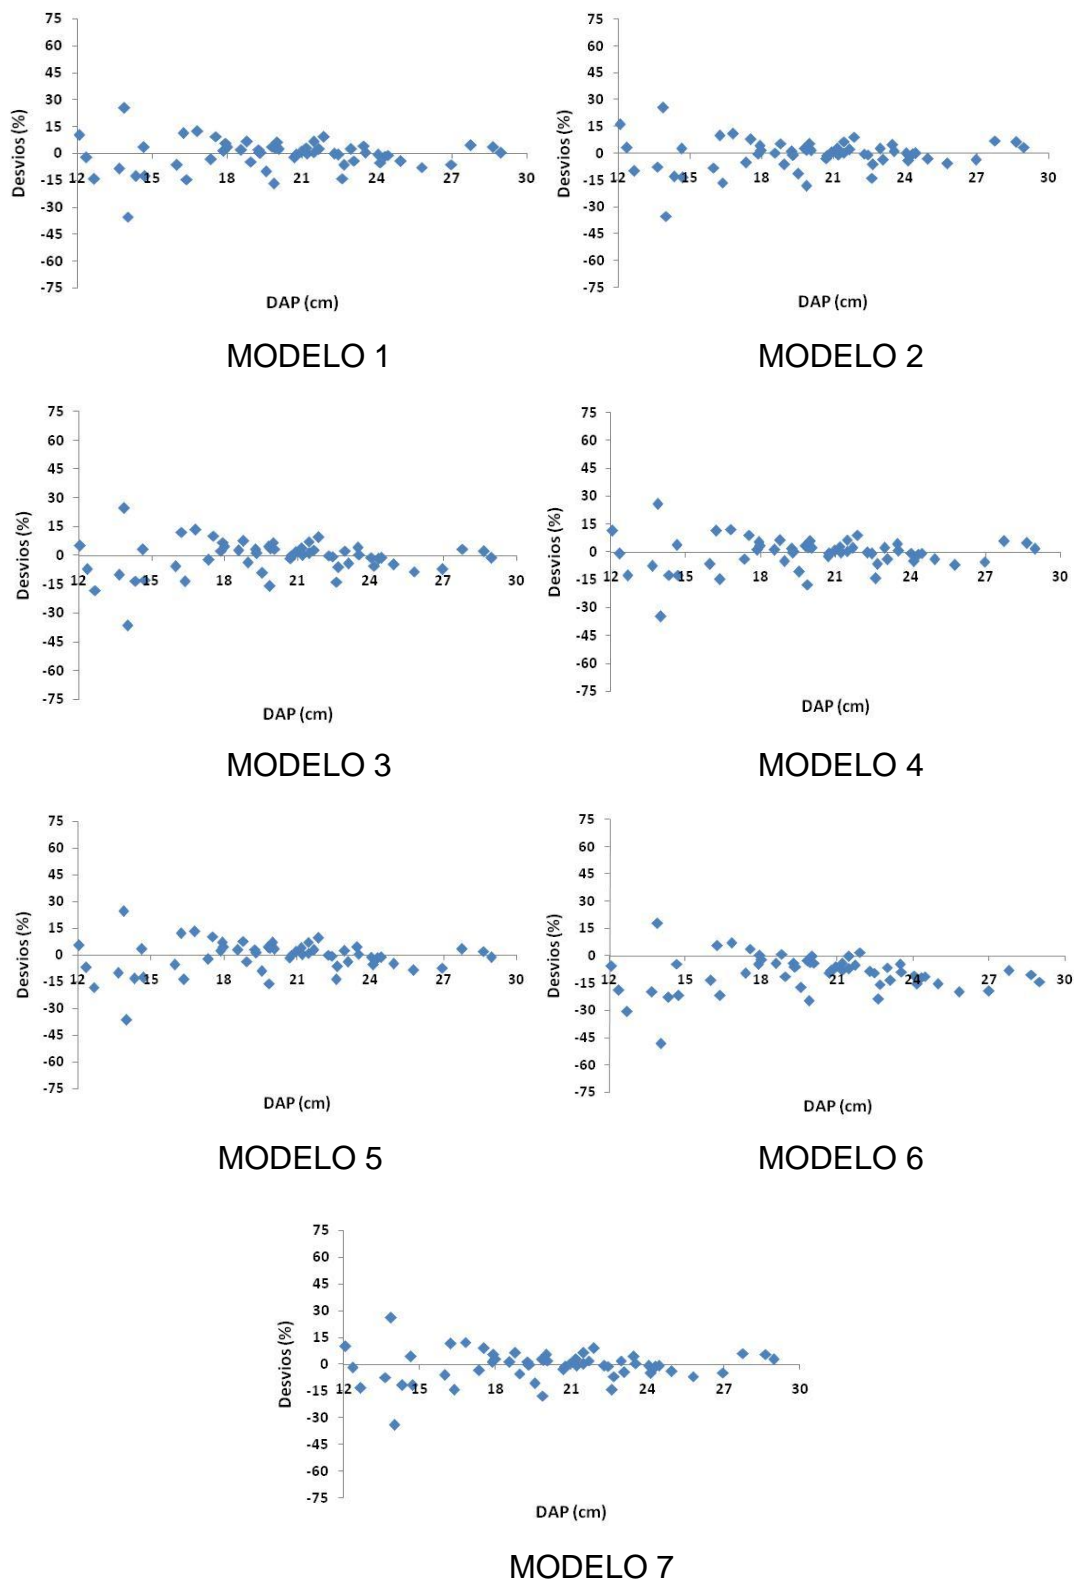 75 75
60 60
45 45
30 30
15 15
0 0
12 15 18 21 24 27 30 12 15 18 21 24 27 30
-15 -15
-30 -30
-45 -45
-60 -60
-75 -75
Desvios (%) Desvios (%)
DAP (cm) DAP (cm)
MODELO 1 MODELO 2
75 75
60 60
45 45
30 30
15 15
0 0
12 15 18 21 24 27 30 12 15 18 21 24 27 30
-15 -15
-30 -30
-45 -45
-60 -60
-75 -75
Desvios (%) Desvios (%)
DAP (cm) DAP (cm)
MODELO 3 MODELO 4
75 75
60 60
45 45
30 30
15 15
0 0
12 15 18 21 24 27 30 12 15 18 21 24 27 30
-15 -15
-30 -30
-45 -45
-60 -60
-75 -75
Desvios (%) Desvios (%)
DAP (cm) DAP (cm)
MODELO 5 MODELO 6
75
60
45
30
15
0
12 15 18 21 24 27 30
-15
-30
-45
-60
-75
Desvios (%)
DAP (cm)
MODELO 7